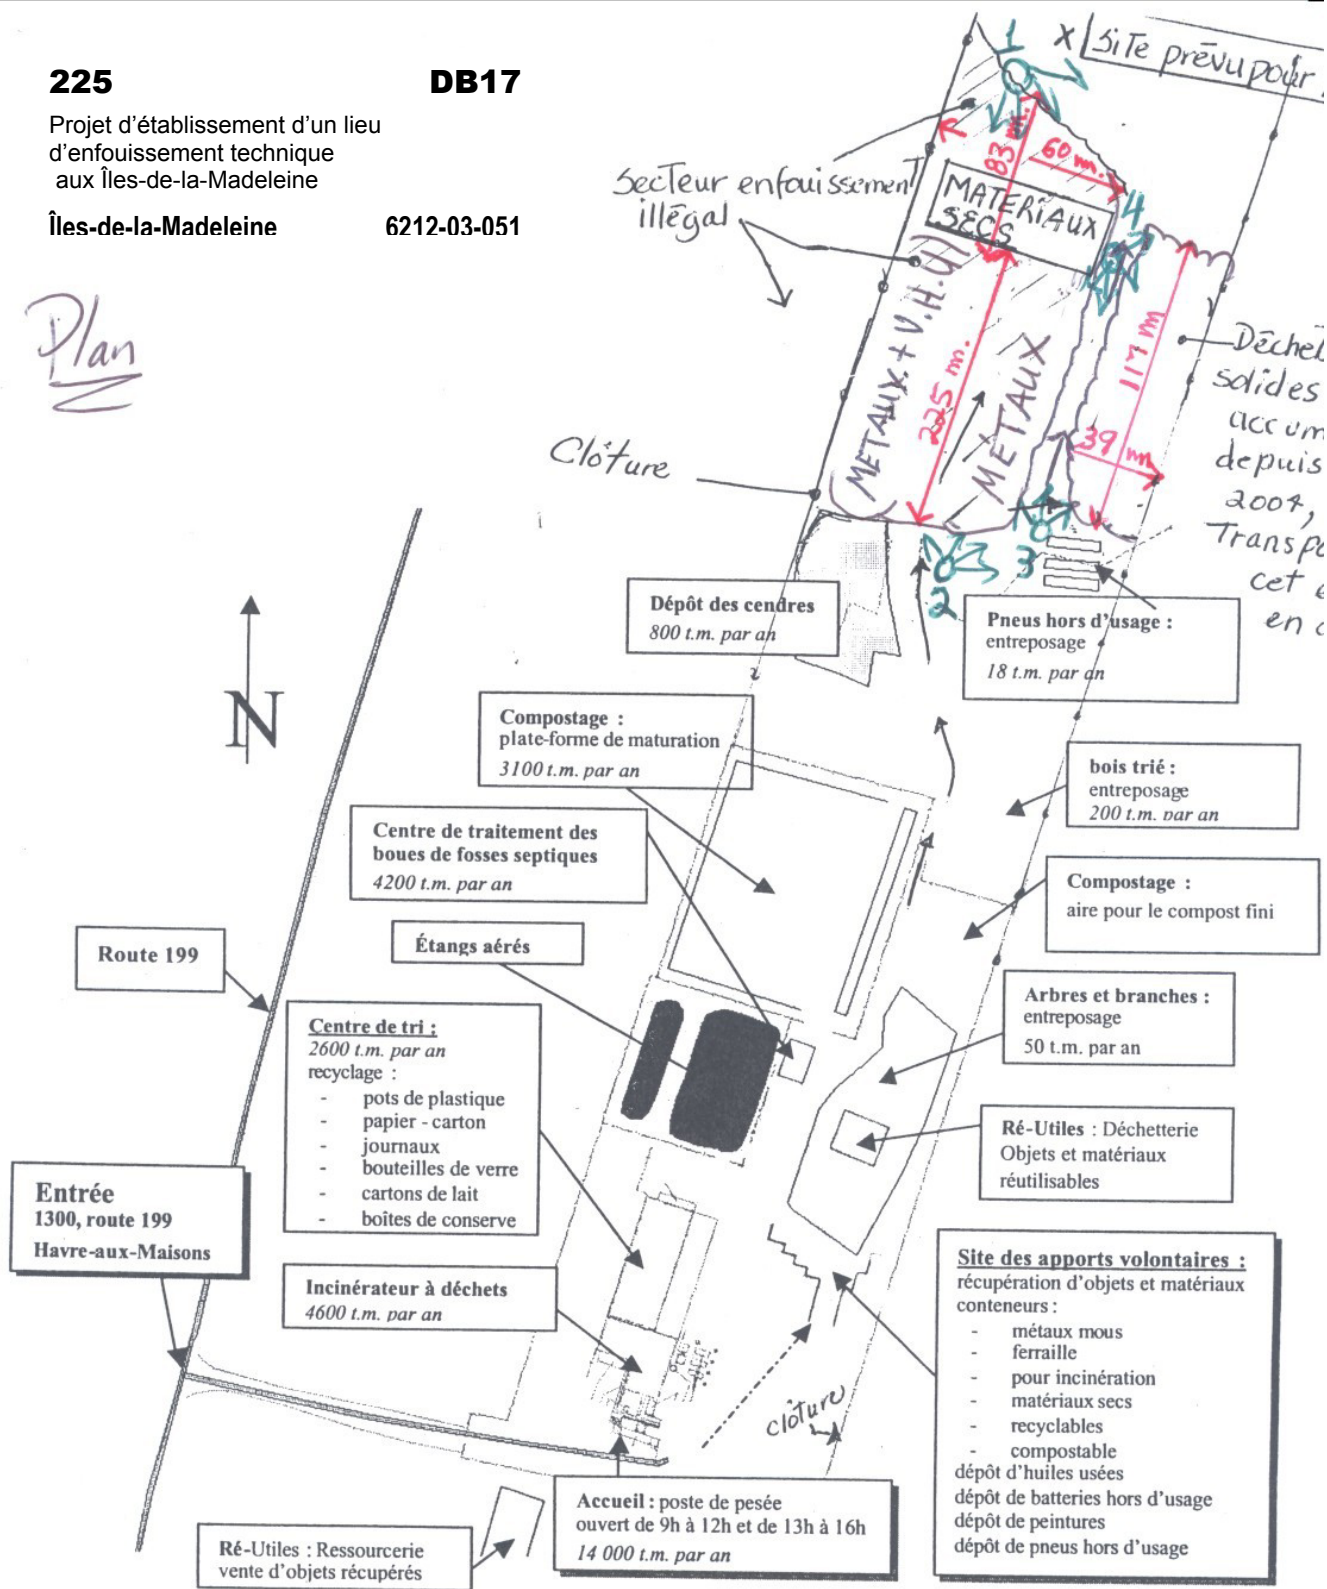 225 DB17
Projet d'établissement d'un lieu
d'enfouissement technique
aux Îles-de-la-Madeleine
Îles-de-la-Madeleine 6212-03-051
Plan
1
X Site prévu pour
83 m.
60 m.
Secteur enfouissement
illégal
MATÉRIAUX
SECS
4
METAUX + V.H.U
225 m.
METAUX
117 m
39 m
Déchet
solides
accum
depuis
2004,
Transpo
cet
en
Clôture
2
3
Dépôt des cendres
800 t.m. par an
Pneus hors d'usage :
entreposage
18 t.m. par an
N
Compostage :
plate-forme de maturation
3100 t.m. par an
bois trié :
entreposage
200 t.m. par an
Centre de traitement des
boues de fosses septiques
4200 t.m. par an
Compostage :
aire pour le compost fini
Étangs aérés
Route 199
Arbres et branches :
entreposage
50 t.m. par an
Centre de tri :
2600 t.m. par an
recyclage :
- pots de plastique
- papier - carton
- journaux
- bouteilles de verre
- cartons de lait
- boîtes de conserve
Ré-Utiles : Déchetterie
Objets et matériaux
réutilisables
Entrée
1300, route 199
Havre-aux-Maisons
Incinérateur à déchets
4600 t.m. par an
Site des apports volontaires :
récupération d'objets et matériaux
conteneurs :
- métaux mous
- ferraille
- pour incinération
- matériaux secs
- recyclables
- compostable
dépôt d'huiles usées
dépôt de batteries hors d'usage
dépôt de peintures
dépôt de pneus hors d'usage
clôture
Accueil : poste de pesée
ouvert de 9h à 12h et de 13h à 16h
14 000 t.m. par an
Ré-Utiles : Ressourcerie
vente d'objets récupérés